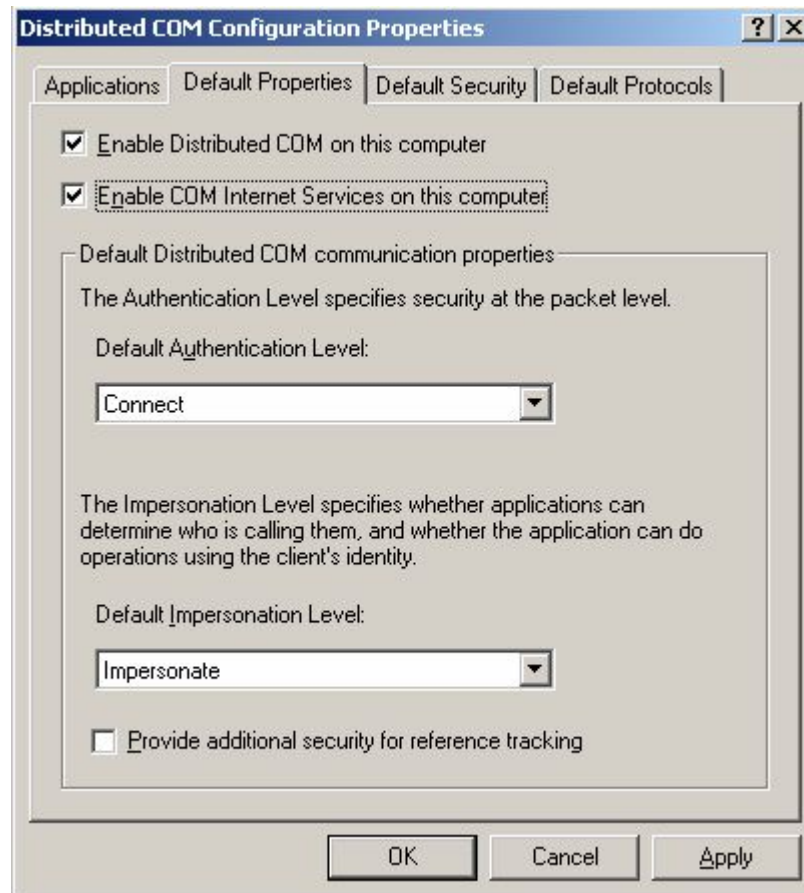 Distributed COM Configuration Properties
Applications
Default Properties
Default Security
Default Protocols
Enable Distributed COM on this computer
Enable COM Internet Services on this computer
Default Distributed COM communication properties
The Authentication Level specifies security at the packet level.
Default Authentication Level:
Connect
The Impersonation Level specifies whether applications can
determine who is calling them, and whether the application can do
operations using the client's identity.
Default Impersonation Level:
Impersonate
Provide additional security for reference tracking
OK
Cancel
Apply